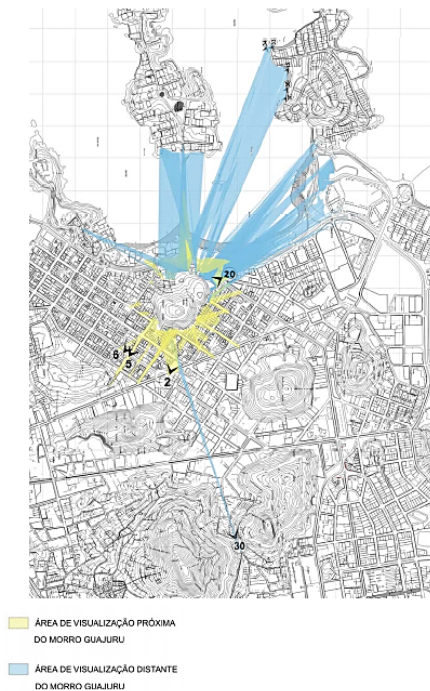 20
6
5
2
30
ÁREA DE VISUALIZAÇÃO PRÓXIMA
DO MORRO GUAJURU
ÁREA DE VISUALIZAÇÃO DISTANTE
DO MORRO GUAJURU